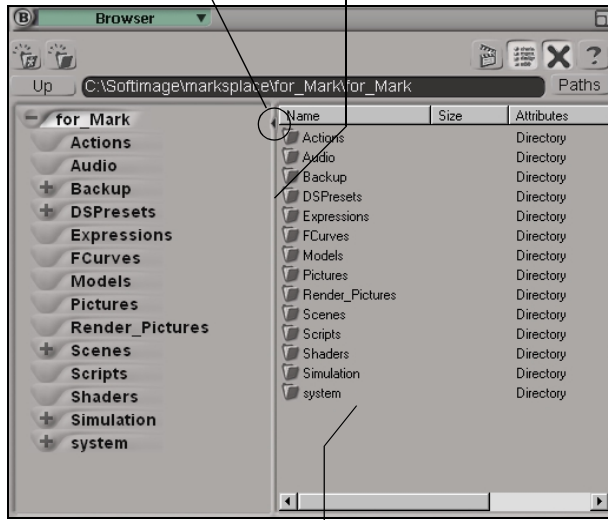 B Browser
?
Up C:\Softimage\marksplace\for_Mark\for_Mark Paths
for_Mark
Actions
Audio
Backup
DSPresets
Expressions
FCurves
Models
Pictures
Render_Pictures
Scenes
Scripts
Shaders
Simulation
system
Name Size Attributes
Actions Directory
Audio Directory
Backup Directory
DSPresets Directory
Expressions Directory
FCurves Directory
Models Directory
Pictures Directory
Render_Pictures Directory
Scenes Directory
Scripts Directory
Shaders Directory
Simulation Directory
system Directory